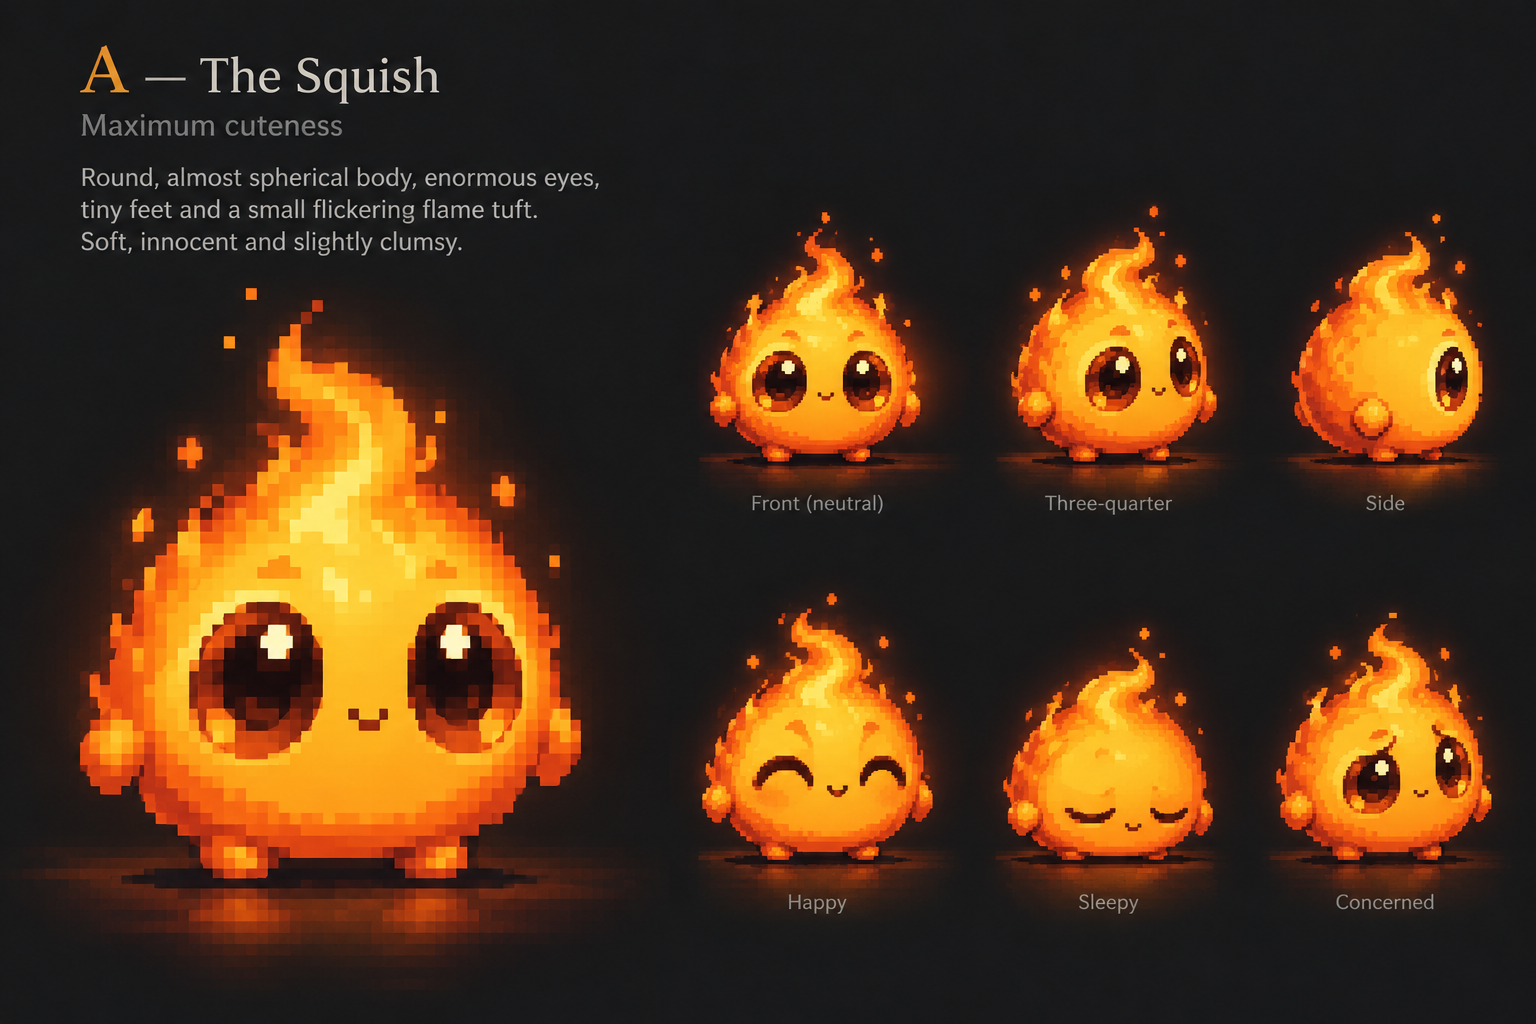 A — The Squish
Maximum cuteness
Round, almost spherical body, enormous eyes,
tiny feet and a small flickering flame tuft.
Soft, innocent and slightly clumsy.
Front (neutral)
Three-quarter
Side
Happy
Sleepy
Concerned